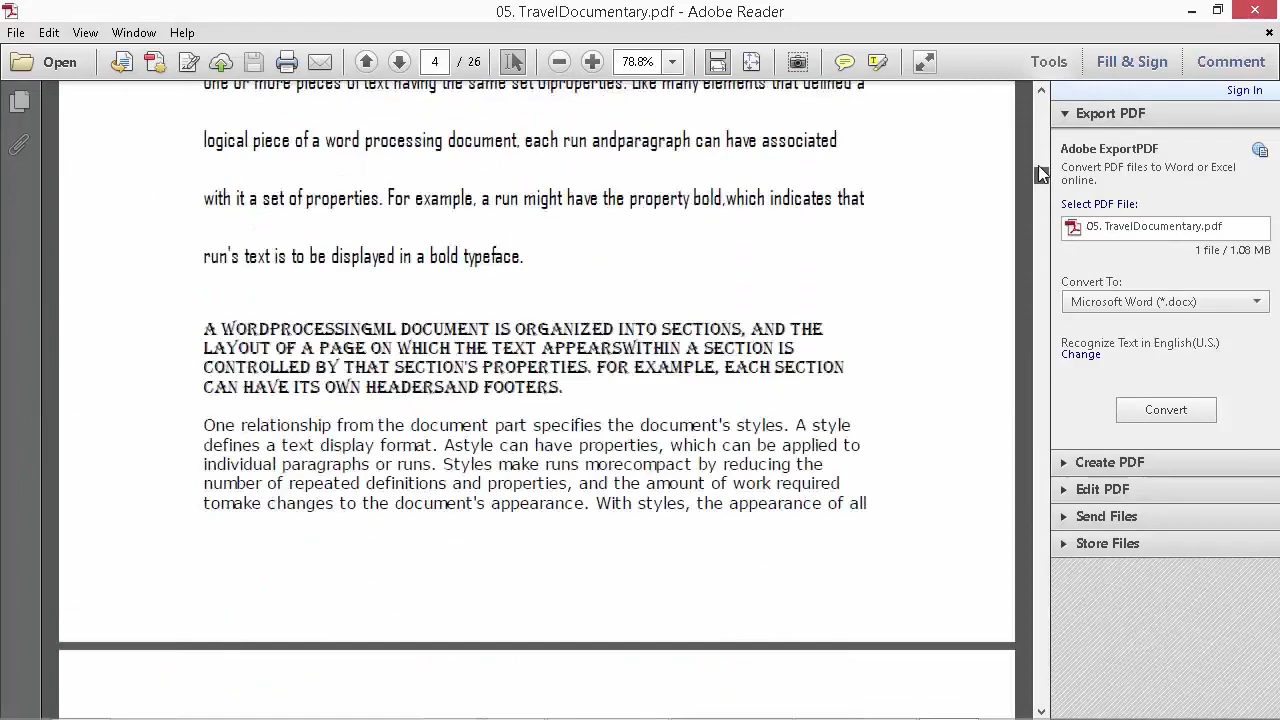 05. TravelDocumentary.pdf - Adobe Reader
File Edit View Window Help
Open 4 / 26 78.8% Tools Fill & Sign Comment
Sign In
one or more pieces of text having the same set ofproperties. Like many elements that defined a
logical piece of a word processing document, each run andparagraph can have associated
with it a set of properties. For example, a run might have the property bold,which indicates that
run's text is to be displayed in a bold typeface.
A WORDPROCESSINGML DOCUMENT IS ORGANIZED INTO SECTIONS, AND THE
LAYOUT OF A PAGE ON WHICH THE TEXT APPEARSWITHIN A SECTION IS
CONTROLLED BY THAT SECTION'S PROPERTIES. FOR EXAMPLE, EACH SECTION
CAN HAVE ITS OWN HEADERSAND FOOTERS.
One relationship from the document part specifies the document's styles. A style
defines a text display format. Astyle can have properties, which can be applied to
individual paragraphs or runs. Styles make runs morecompact by reducing the
number of repeated definitions and properties, and the amount of work required
tomake changes to the document's appearance. With styles, the appearance of all
Export PDF
Adobe ExportPDF
Convert PDF files to Word or Excel
online.
Select PDF File:
05. TravelDocumentary.pdf
1 file / 1.08 MB
Convert To:
Microsoft Word (*.docx)
Recognize Text in English(U.S.)
Change
Convert
Create PDF
Edit PDF
Send Files
Store Files